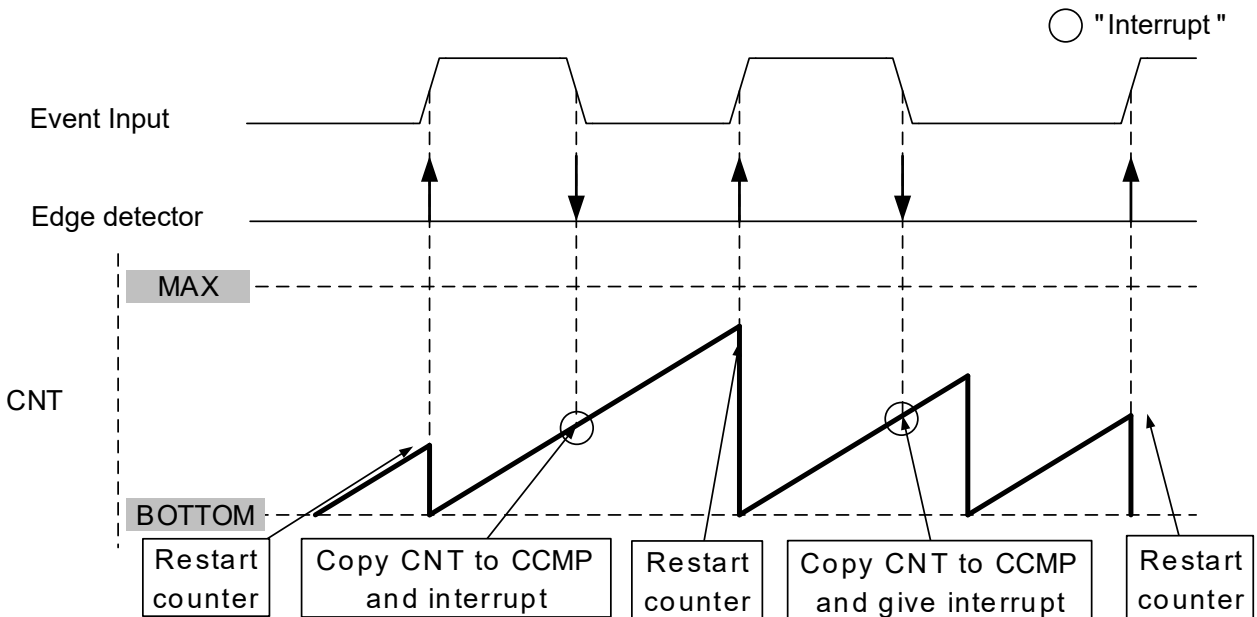 "Interrupt"
Event Input
Edge detector
MAX
CNT
BOTTOM
Restart
counter
Copy CNT to CCMP
and interrupt
Restart
counter
Copy CNT to CCMP
and give interrupt
Restart
counter